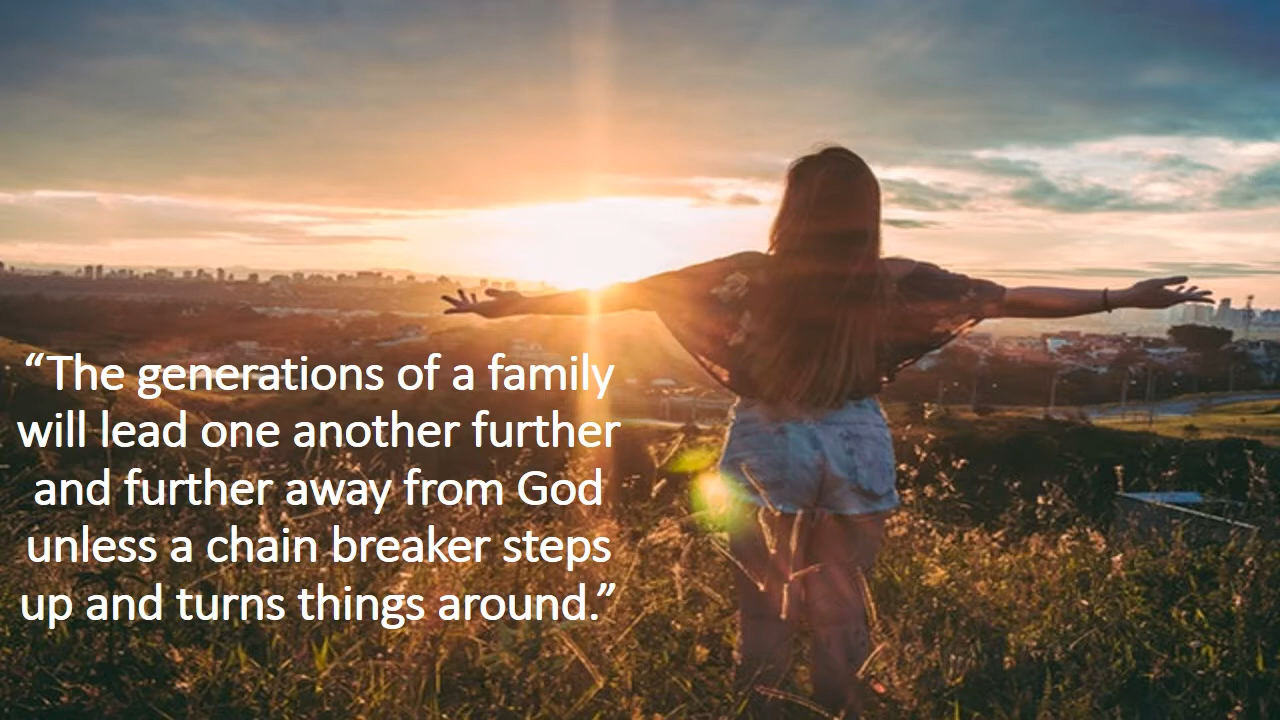 “The generations of a family
will lead one another further
and further away from God
unless a chain breaker steps
up and turns things around.”